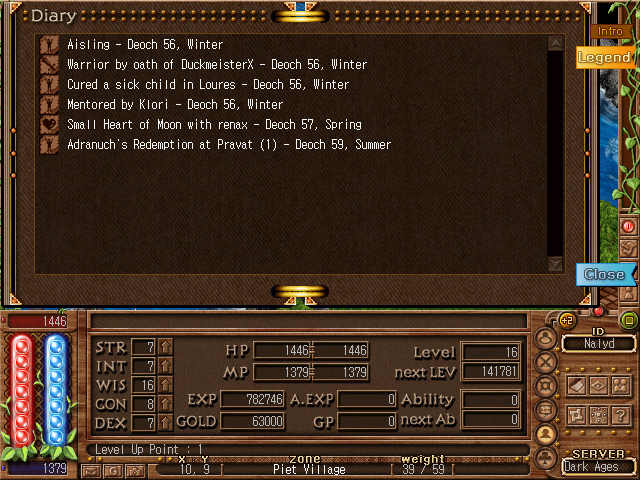 Diary
Intro
Legend
Aisling - Deoch 56, Winter
Warrior by oath of DuckmeisterX - Deoch 56, Winter
Cured a sick child in Loures - Deoch 56, Winter
Mentored by Klori - Deoch 56, Winter
Small Heart of Moon with renax - Deoch 57, Spring
Adranuch's Redemption at Pravat (1) - Deoch 59, Summer
Close
1446
+2
STR 7
INT 7
WIS 16
CON 8
DEX 7
HP 1446 1446
MP 1379 1379
EXP 782746 A.EXP 0
GOLD 63000 GP 0
Level 16
next LEV 141781
Ability 0
next Ab 0
ID
Nalyd
Level Up Point : 1
X Y zone weight
10, 9 Piet Village 39 / 59
1379
G
SERVER
Dark Ages